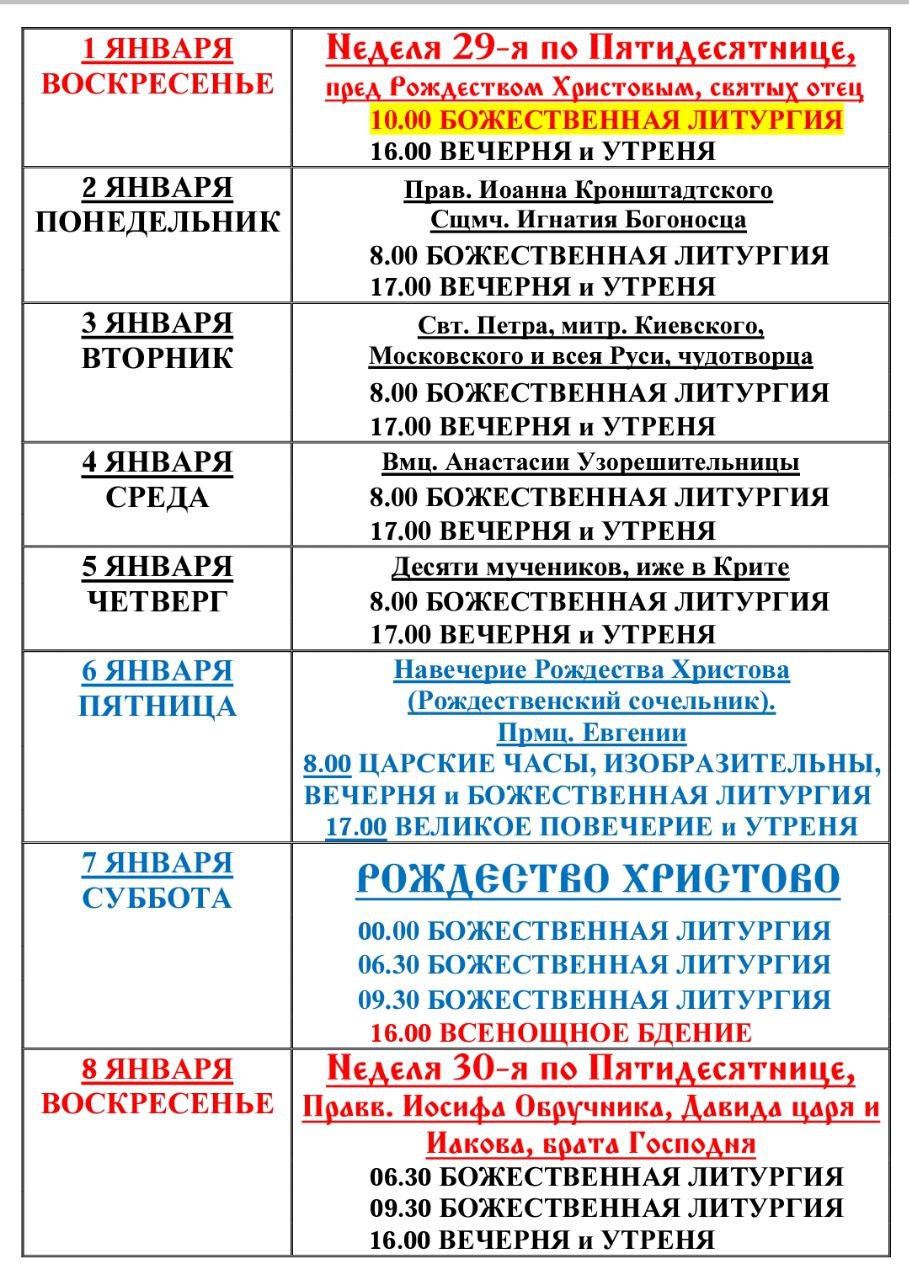 1 ЯНВАРЯ
ВОСКРЕСЕНЬЕ
Неделя 29-я по Пятидесятнице,
пред Рождеством Христовым, святых отец
10.00 БОЖЕСТВЕННАЯ ЛИТУРГИЯ
16.00 ВЕЧЕРНЯ и УТРЕНЯ
2 ЯНВАРЯ
ПОНЕДЕЛЬНИК
Прав. Иоанна Кронштадтского
Сщмч. Игнатия Богоносца
8.00 БОЖЕСТВЕННАЯ ЛИТУРГИЯ
17.00 ВЕЧЕРНЯ и УТРЕНЯ
3 ЯНВАРЯ
ВТОРНИК
Свт. Петра, митр. Киевского,
Московского и всея Руси, чудотворца
8.00 БОЖЕСТВЕННАЯ ЛИТУРГИЯ
17.00 ВЕЧЕРНЯ и УТРЕНЯ
4 ЯНВАРЯ
СРЕДА
Вмц. Анастасии Узорешительницы
8.00 БОЖЕСТВЕННАЯ ЛИТУРГИЯ
17.00 ВЕЧЕРНЯ и УТРЕНЯ
5 ЯНВАРЯ
ЧЕТВЕРГ
Десяти мучеников, иже в Крите
8.00 БОЖЕСТВЕННАЯ ЛИТУРГИЯ
17.00 ВЕЧЕРНЯ и УТРЕНЯ
6 ЯНВАРЯ
ПЯТНИЦА
Навечерие Рождества Христова
(Рождественский сочельник).
Прмц. Евгении
8.00 ЦАРСКИЕ ЧАСЫ, ИЗОБРАЗИТЕЛЬНЫ,
ВЕЧЕРНЯ и БОЖЕСТВЕННАЯ ЛИТУРГИЯ
17.00 ВЕЛИКОЕ ПОВЕЧЕРИЕ и УТРЕНЯ
7 ЯНВАРЯ
СУББОТА
РОЖДЕСТВО ХРИСТОВО
00.00 БОЖЕСТВЕННАЯ ЛИТУРГИЯ
06.30 БОЖЕСТВЕННАЯ ЛИТУРГИЯ
09.30 БОЖЕСТВЕННАЯ ЛИТУРГИЯ
16.00 ВСЕНОЩНОЕ БДЕНИЕ
8 ЯНВАРЯ
ВОСКРЕСЕНЬЕ
Неделя 30-я по Пятидесятнице,
Правв. Иосифа Обручника, Давида царя и
Иакова, брата Господня
06.30 БОЖЕСТВЕННАЯ ЛИТУРГИЯ
09.30 БОЖЕСТВЕННАЯ ЛИТУРГИЯ
16.00 ВЕЧЕРНЯ и УТРЕНЯ